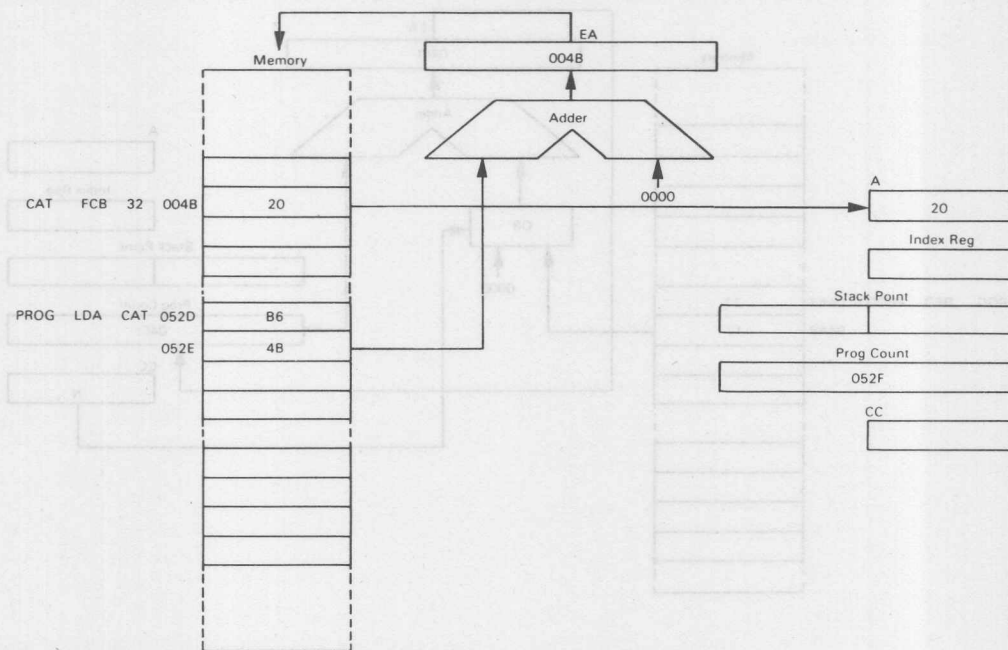 EA
004B
Memory
Adder
0000
A
CAT FCB 32 004B 20
20
Index Reg
Stack Point
PROG LDA CAT 052D B6
052E 4B
Prog Count
052F
CC